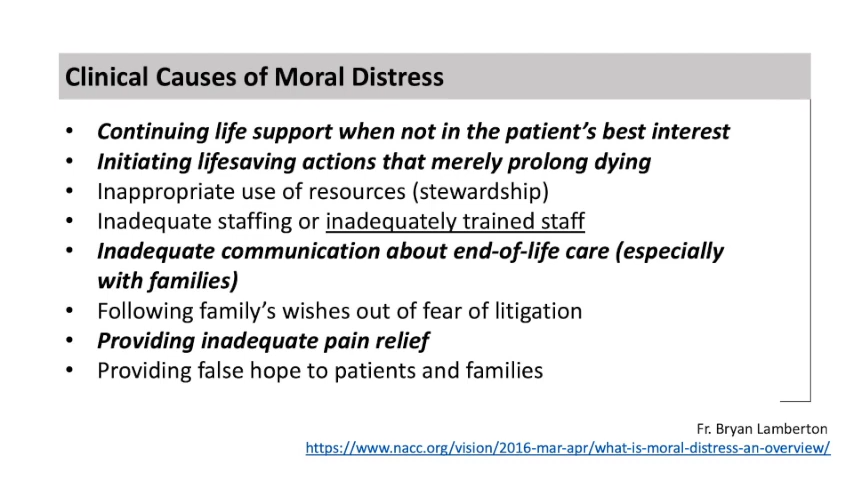 Clinical Causes of Moral Distress
• Continuing life support when not in the patient's best interest
• Initiating lifesaving actions that merely prolong dying
• Inappropriate use of resources (stewardship)
• Inadequate staffing or inadequately trained staff
• Inadequate communication about end-of-life care (especially
with families)
• Following family's wishes out of fear of litigation
• Providing inadequate pain relief
• Providing false hope to patients and families
Fr. Bryan Lamberton
https://www.nacc.org/vision/2016-mar-apr/what-is-moral-distress-an-overview/